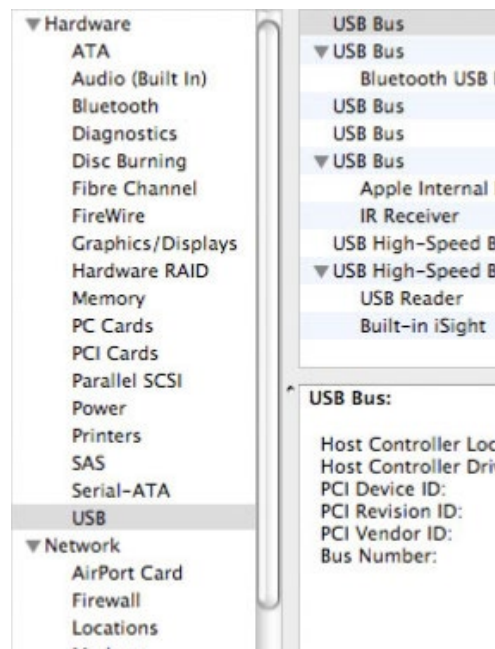 Hardware
ATA
Audio (Built In)
Bluetooth
Diagnostics
Disc Burning
Fibre Channel
FireWire
Graphics/Displays
Hardware RAID
Memory
PC Cards
PCI Cards
Parallel SCSI
Power
Printers
SAS
Serial-ATA
USB
Network
AirPort Card
Firewall
Locations
USB Bus
USB Bus
Bluetooth USB
USB Bus
USB Bus
USB Bus
Apple Internal
IR Receiver
USB High-Speed B
USB High-Speed B
USB Reader
Built-in iSight
USB Bus:
Host Controller Loc
Host Controller Dri
PCI Device ID:
PCI Revision ID:
PCI Vendor ID:
Bus Number: